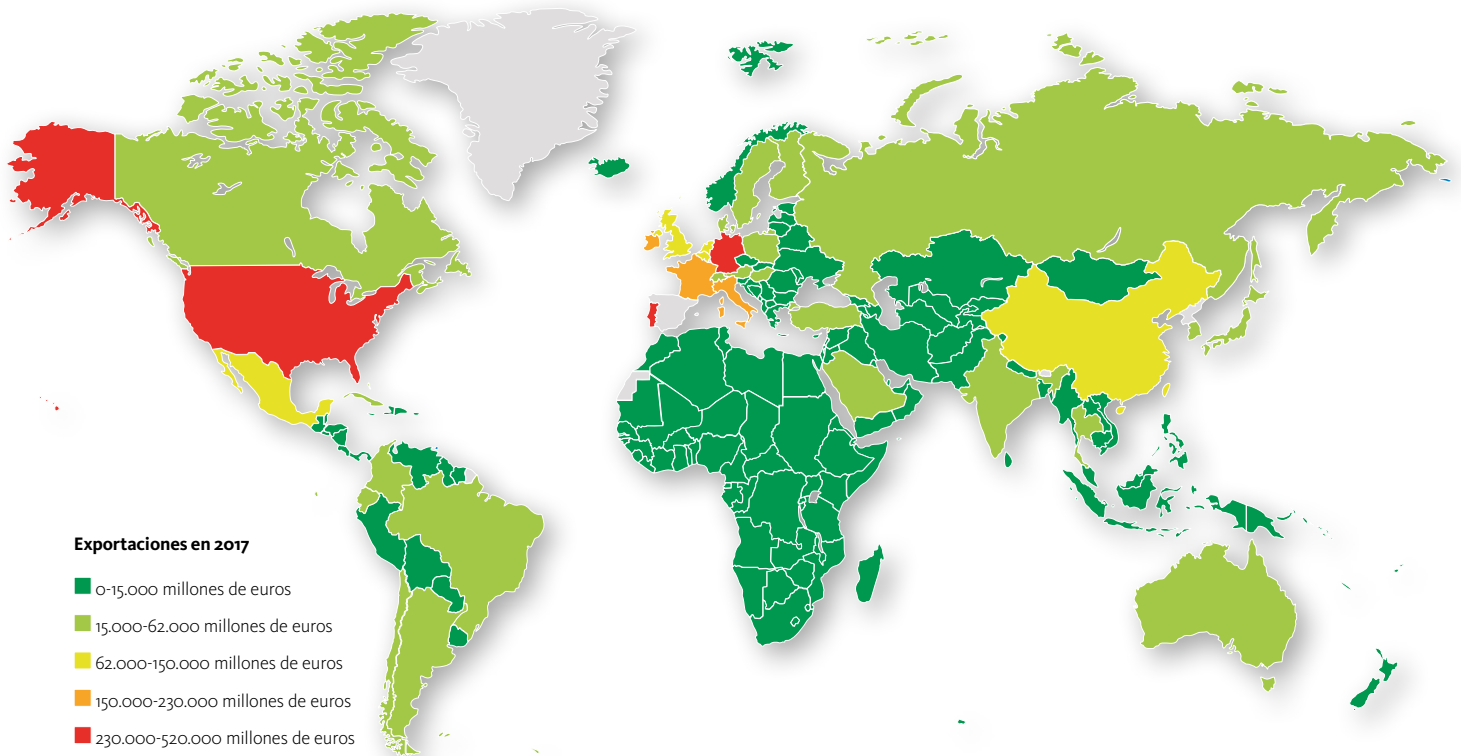 Exportaciones en 2017
0-15.000 millones de euros
15.000-62.000 millones de euros
62.000-150.000 millones de euros
150.000-230.000 millones de euros
230.000-520.000 millones de euros